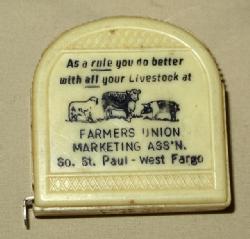 As a rule you do better
with all your Livestock at
FARMERS UNION
MARKETING ASS'N.
So. St. Paul - West Fargo